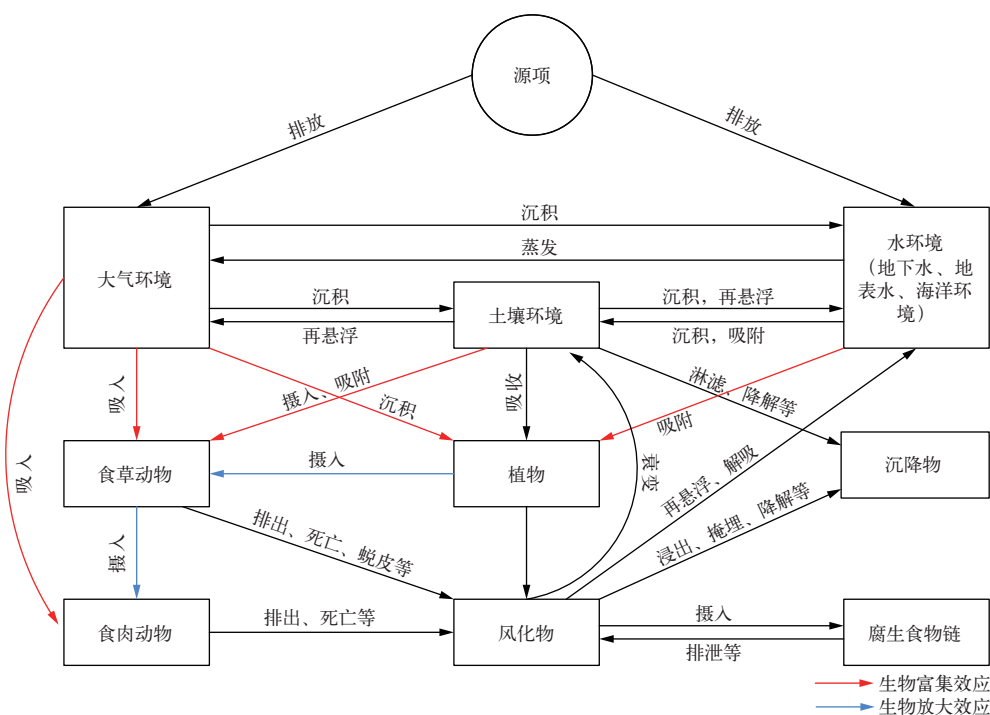 源项
排放
排放
大气环境
沉积
蒸发
水环境
（地下水、地
表水、海洋环
境）
沉积
再悬浮
土壤环境
沉积，再悬浮
沉积，吸附
吸入
摄入、吸附
沉积
吸收
淋滤、降解等
吸附
吸入
食草动物
摄入
植物
衰变
再悬浮、解吸
沉降物
摄入
排出、死亡、蜕皮等
浸出、掩埋、降解等
食肉动物
排出、死亡等
风化物
摄入
排泄等
腐生食物链
生物富集效应
生物放大效应